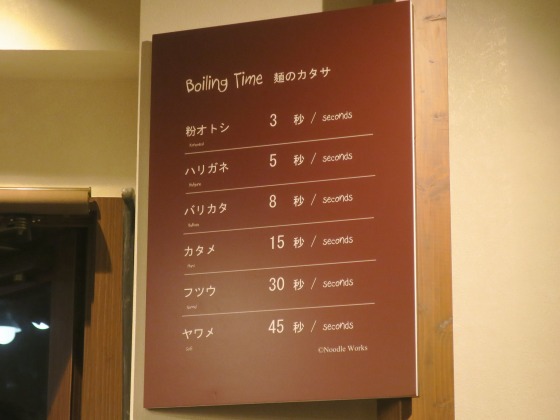 Boiling Time 麺のカタサ
粉オトシ 3 秒 / seconds
ハリガネ 5 秒 / seconds
バリカタ 8 秒 / seconds
カタメ 15 秒 / seconds
フツウ 30 秒 / seconds
ヤワメ 45 秒 / seconds
©Noodle Works